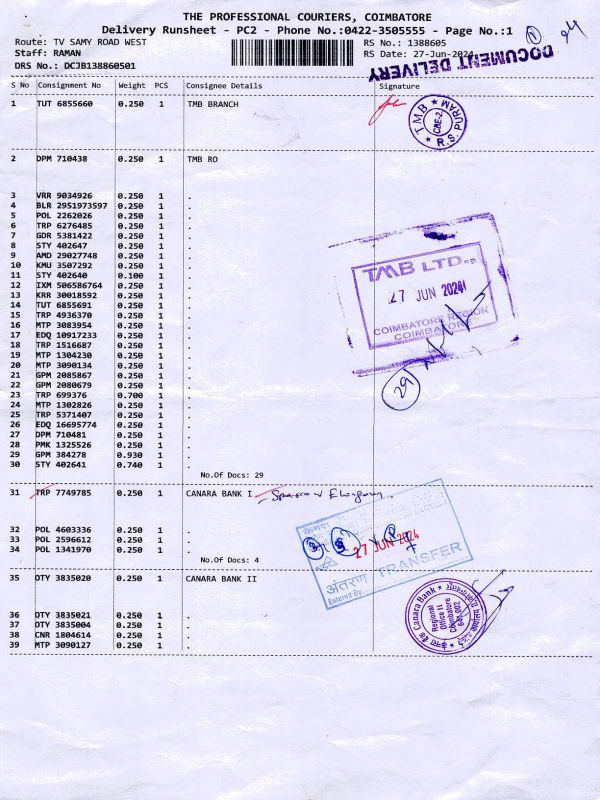 THE PROFESSIONAL COURIERS, COIMBATORE
Delivery Runsheet - PC2 - Phone No.:0422-3505555 - Page No.:1
Route: TV SAMY ROAD WEST
RS No.: 1388605
Staff: RAMAN
RS Date: 27-Jun-2024
DRS No.: DCJB138860501
DOCUMENT DELIVERY
S No Consignment No Weight PCS Consignee Details Signature
1 TUT 6855660 0.250 1 TMB BRANCH
TMB
CBE-2
R.S. PURAM
2 DPM 710438 0.250 1 TMB RO
3 VRR 9034926 0.250 1 .
4 BLR 2951973597 0.250 1 .
5 POL 2262026 0.250 1 .
6 TRP 6276485 0.250 1 .
7 GDR 5381422 0.250 1 .
8 STY 402647 0.250 1 .
9 AMD 29027748 0.250 1 .
10 KMU 3507292 0.250 1 .
11 STY 402640 0.100 1 .
12 IXM 506586764 0.250 1 .
13 KRR 30018592 0.250 1 .
14 TUT 6855691 0.250 1 .
15 TRP 4936370 0.250 1 .
16 MTP 3083954 0.250 1 .
17 EDQ 10917233 0.250 1 .
18 TRP 1516687 0.250 1 .
19 MTP 1304230 0.250 1 .
20 MTP 3090134 0.250 1 .
21 GPM 2085867 0.250 1 .
22 GPM 2080679 0.250 1 .
23 TRP 699376 0.700 1 .
24 MTP 1302826 0.250 1 .
25 TRP 5371407 0.250 1 .
26 EDQ 16695774 0.250 1 .
27 DPM 710481 0.250 1 .
28 PMK 1325526 0.250 1 .
29 GPM 384278 0.930 1 .
30 STY 402641 0.740 1 .
TMB LTD
27 JUN 2024
COIMBATORE REGION
COIMBATORE
29
No.Of Docs: 29
31 TRP 7749785 0.250 1 CANARA BANK I
32 POL 4603336 0.250 1 .
33 POL 2596612 0.250 1 .
34 POL 1341970 0.250 1 .
27 JUN 2024
अंतरण TRANSFER
Entered By
No.Of Docs: 4
35 OTY 3835020 0.250 1 CANARA BANK II
36 OTY 3835021 0.250 1 .
37 OTY 3835004 0.250 1 .
38 CNR 1804614 0.250 1 .
39 MTP 3090127 0.250 1 .
Canara Bank
Regional
Office II
Coimbatore